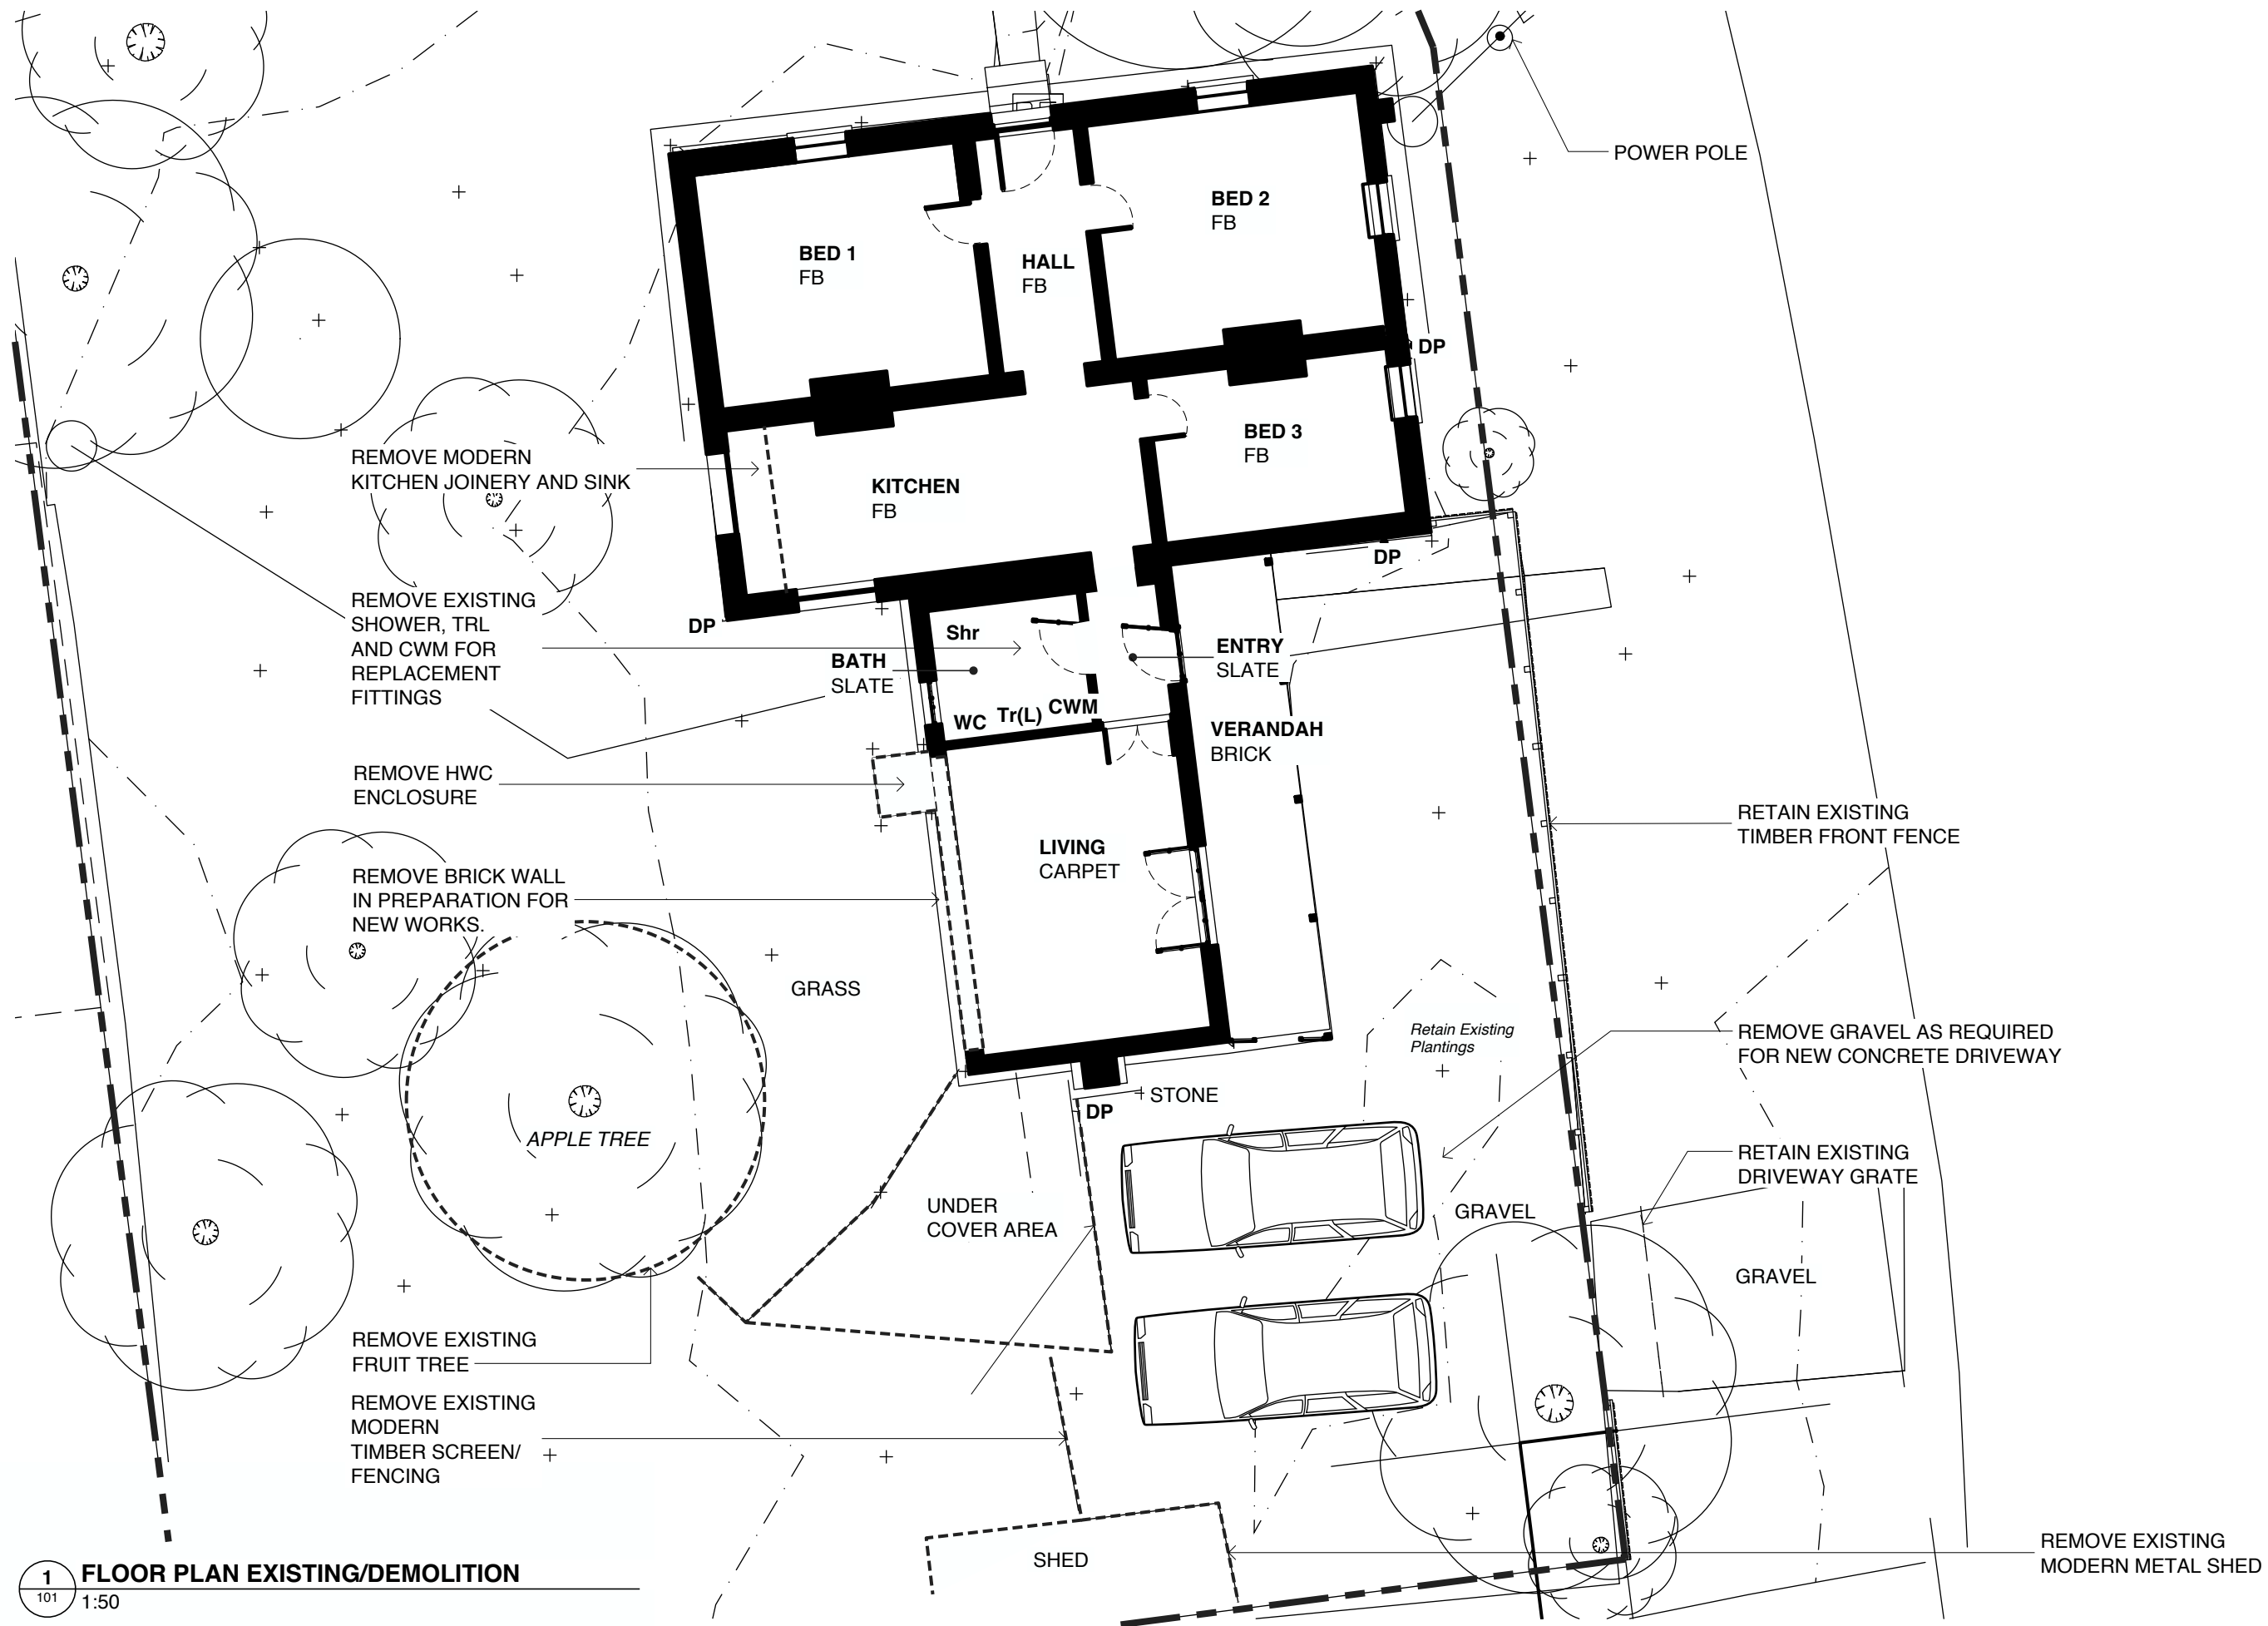 POWER POLE
BED 2
FB
BED 1
FB
HALL
FB
DP
BED 3
FB
REMOVE MODERN
KITCHEN JOINERY AND SINK
KITCHEN
FB
DP
REMOVE EXISTING
SHOWER, TRL
AND CWM FOR
REPLACEMENT
FITTINGS
DP
Shr
BATH
SLATE
ENTRY
SLATE
WC
Tr(L)
CWM
VERANDAH
BRICK
REMOVE HWC
ENCLOSURE
RETAIN EXISTING
TIMBER FRONT FENCE
LIVING
CARPET
REMOVE BRICK WALL
IN PREPARATION FOR
NEW WORKS.
GRASS
Retain Existing
Plantings
REMOVE GRAVEL AS REQUIRED
FOR NEW CONCRETE DRIVEWAY
STONE
DP
APPLE TREE
RETAIN EXISTING
DRIVEWAY GRATE
UNDER
COVER AREA
GRAVEL
GRAVEL
REMOVE EXISTING
FRUIT TREE
REMOVE EXISTING
MODERN
TIMBER SCREEN/
FENCING
SHED
REMOVE EXISTING
MODERN METAL SHED
1
101
FLOOR PLAN EXISTING/DEMOLITION
1:50